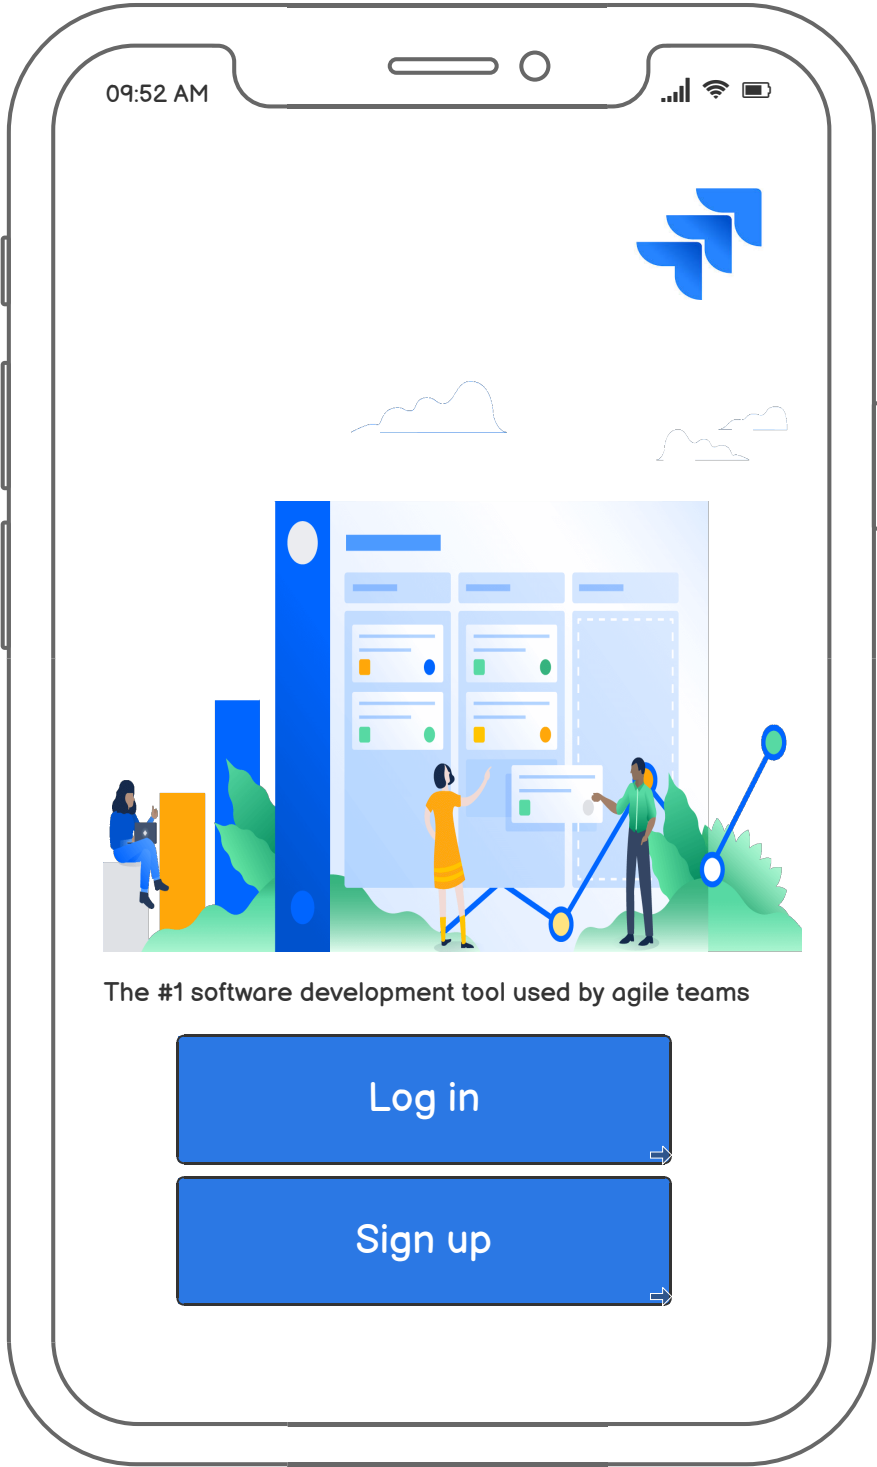 09:52 AM
The #1 software development tool used by agile teams
Log in
Sign up